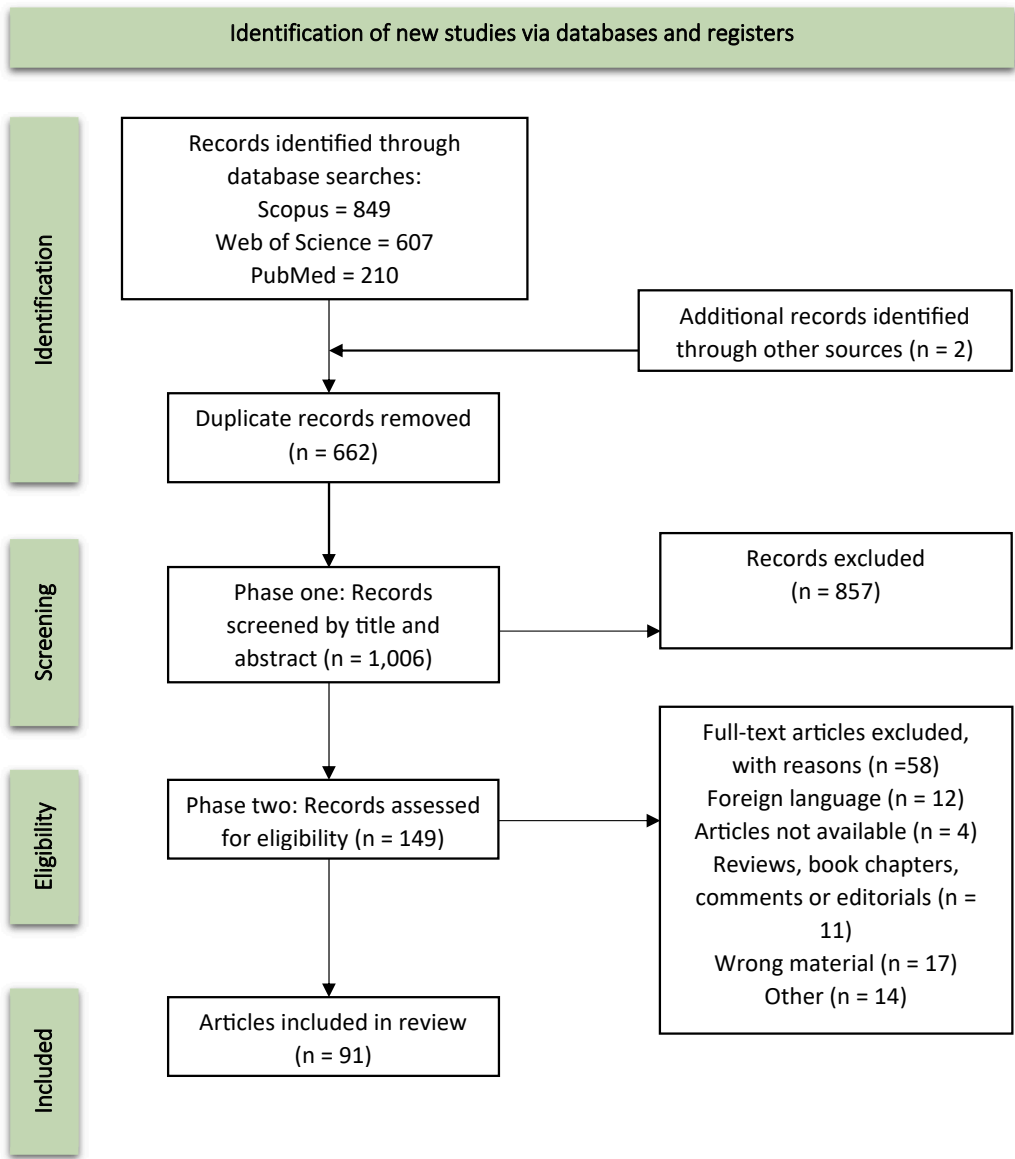 Identification of new studies via databases and registers
Identification
Records identified through
database searches:
Scopus = 849
Web of Science = 607
PubMed = 210
Additional records identified
through other sources (n = 2)
Duplicate records removed
(n = 662)
Screening
Phase one: Records
screened by title and
abstract (n = 1,006)
Records excluded
(n = 857)
Eligibility
Phase two: Records assessed
for eligibility (n = 149)
Full-text articles excluded,
with reasons (n =58)
Foreign language (n = 12)
Articles not available (n = 4)
Reviews, book chapters,
comments or editorials (n =
11)
Wrong material (n = 17)
Other (n = 14)
Included
Articles included in review
(n = 91)